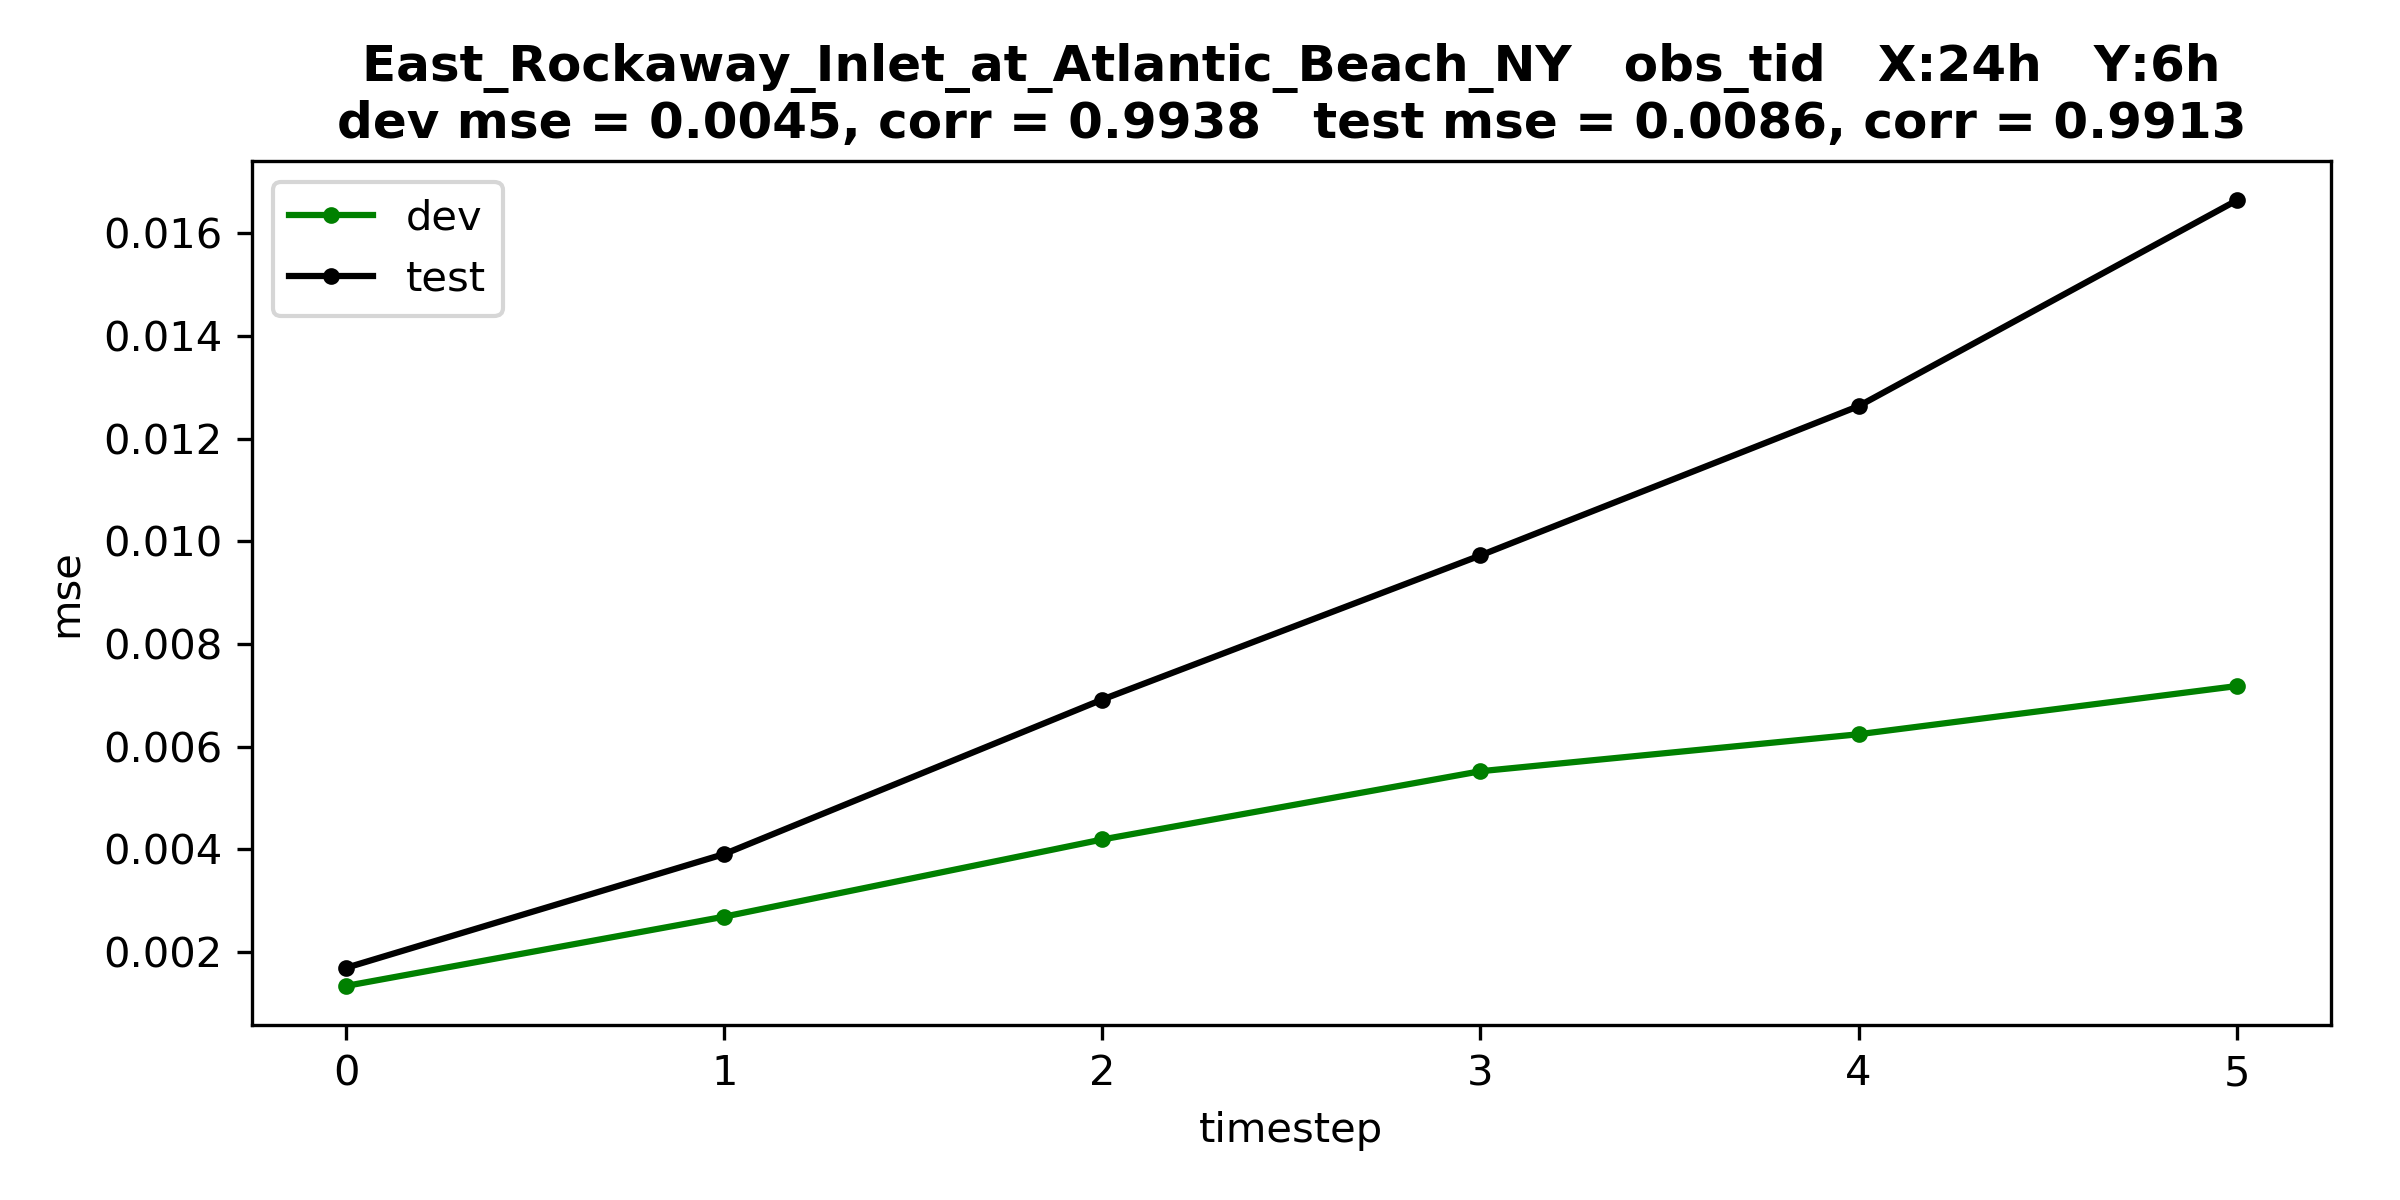 East_Rockaway_Inlet_at_Atlantic_Beach_NY   obs_tid   X:24h   Y:6h
dev mse = 0.0045, corr = 0.9938   test mse = 0.0086, corr = 0.9913
dev
test
0.016
0.014
0.012
0.010
0.008
0.006
0.004
0.002
mse
0 1 2 3 4 5
timestep